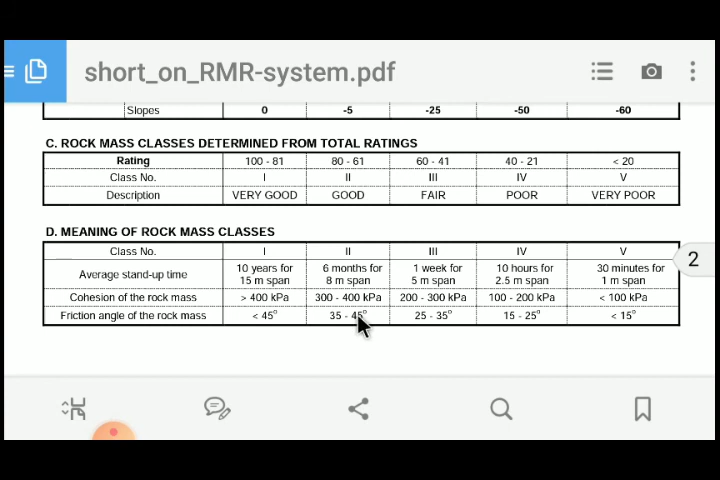 short_on_RMR-system.pdf
Slopes 0 -5 -25 -50 -60
C. ROCK MASS CLASSES DETERMINED FROM TOTAL RATINGS
Rating 100 - 81 80 - 61 60 - 41 40 - 21 < 20
Class No. I II III IV V
Description VERY GOOD GOOD FAIR POOR VERY POOR
D. MEANING OF ROCK MASS CLASSES
Class No. I II III IV V
Average stand-up time 10 years for 15 m span 6 months for 8 m span 1 week for 5 m span 10 hours for 2.5 m span 30 minutes for 1 m span
2
Cohesion of the rock mass > 400 kPa 300 - 400 kPa 200 - 300 kPa 100 - 200 kPa < 100 kPa
Friction angle of the rock mass < 45° 35 - 45° 25 - 35° 15 - 25° < 15°